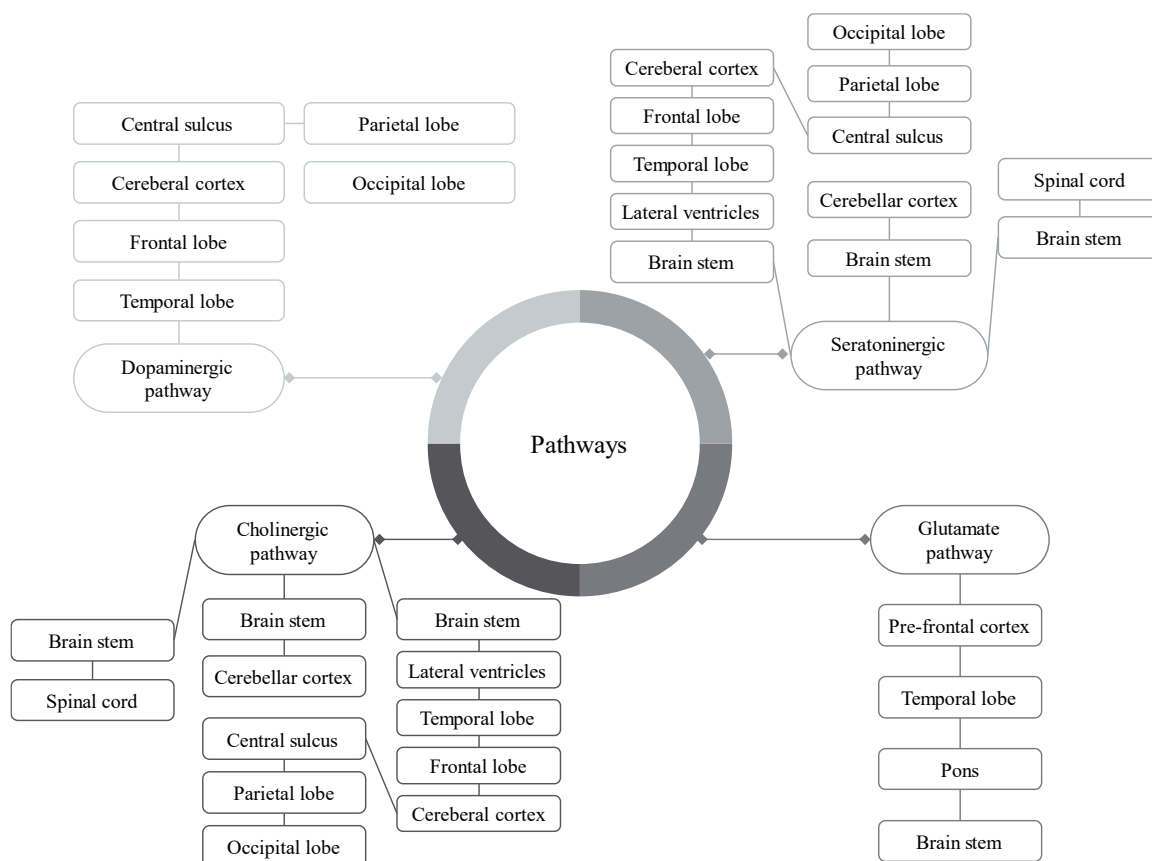 Central sulcus
Parietal lobe
Cereberal cortex
Occipital lobe
Frontal lobe
Temporal lobe
Dopaminergic
pathway
Cereberal cortex
Frontal lobe
Temporal lobe
Lateral ventricles
Brain stem
Occipital lobe
Parietal lobe
Central sulcus
Cerebellar cortex
Brain stem
Spinal cord
Brain stem
Seratoninergic
pathway
Pathways
Cholinergic
pathway
Brain stem
Spinal cord
Brain stem
Cerebellar cortex
Central sulcus
Parietal lobe
Occipital lobe
Brain stem
Lateral ventricles
Temporal lobe
Frontal lobe
Cereberal cortex
Glutamate
pathway
Pre-frontal cortex
Temporal lobe
Pons
Brain stem